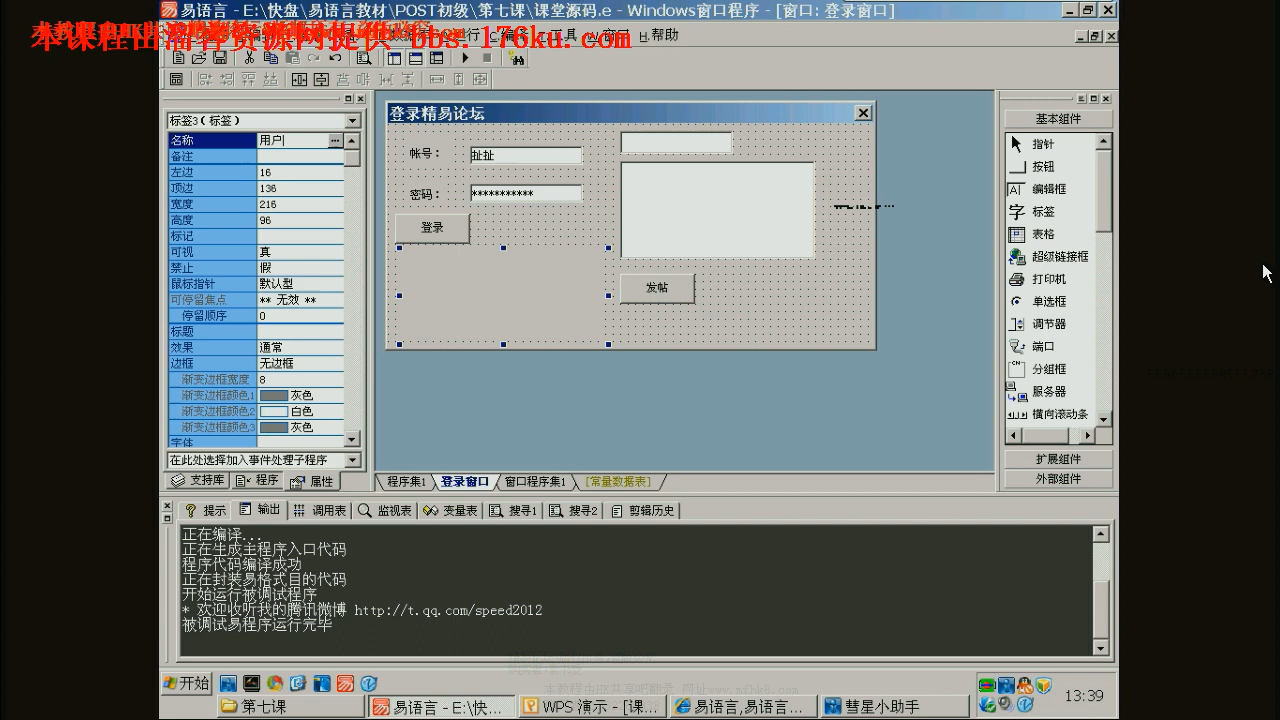 易语言 - E:\快盘\易语言教材\POST初级\第七课\课堂源码.e - Windows窗口程序 - [窗口: 登录窗口]
本课程由浦喜资源网提供 bbs.176ku.com
H.帮助
标签3（标签）
名称 用户
备注
左边 16
顶边 136
宽度 216
高度 96
标记
可视 真
禁止 假
鼠标指针 默认型
可停留焦点 ** 无效 **
停留顺序 0
标题
效果 通常
边框 无边框
渐变边框宽度 8
渐变边框颜色1 灰色
渐变边框颜色2 白色
渐变边框颜色3 灰色
字体
在此处选择加入事件处理子程序
支持库 程序 属性
登录精易论坛
帐号： 扯扯
密码： ***********
登录
发帖
基本组件
指针
按钮
编辑框
标签
表格
超级链接框
打印机
单选框
调节器
端口
分组框
服务器
横向滚动条
扩展组件
外部组件
程序集1 登录窗口 窗口程序集1 [常量数据表]
提示 输出 调用表 监视表 变量表 搜寻1 搜寻2 剪辑历史
正在编译...
正在生成主程序入口代码
程序代码编译成功
正在封装易格式目的代码
开始运行被调试程序
* 欢迎收听我的腾讯微博 http://t.qq.com/speed2012
被调试易程序运行完毕
开始
第七课 易语言 - E:\快... WPS 演示 - [课... 易语言,易语言... 彗星小助手
13:39